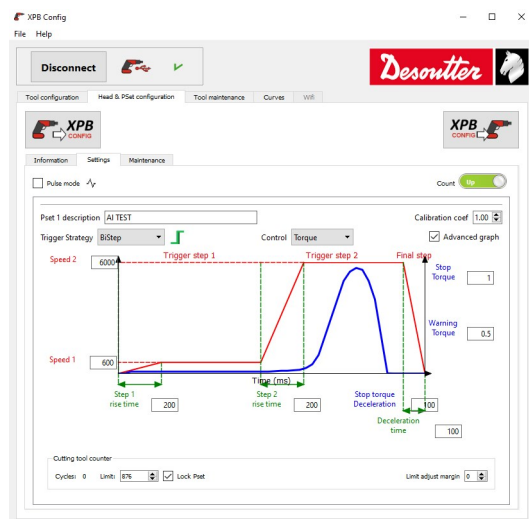 XPB Config
File Help
Disconnect
Desoutter
Tool configuration Head & PSet configuration Tool maintenance Curves Wifi
XPB
CONFIG
XPB
CONFIG
Information Settings Maintenance
Pulse mode
Count Up
Pset 1 description AI TEST
Calibration coef 1.00
Trigger Strategy BiStep
Control Torque
Advanced graph
Speed 2 6000
Trigger step 1
Trigger step 2
Final step
Stop
Torque 1
Warning
Torque 0.5
Speed 1 600
Time (ms)
Step 1
rise time 200
Step 2
rise time 200
Stop torque
Deceleration 100
Deceleration
time 100
Cutting tool counter
Cycles: 0 Limit: 876 Lock Pset
Limit adjust margin 0